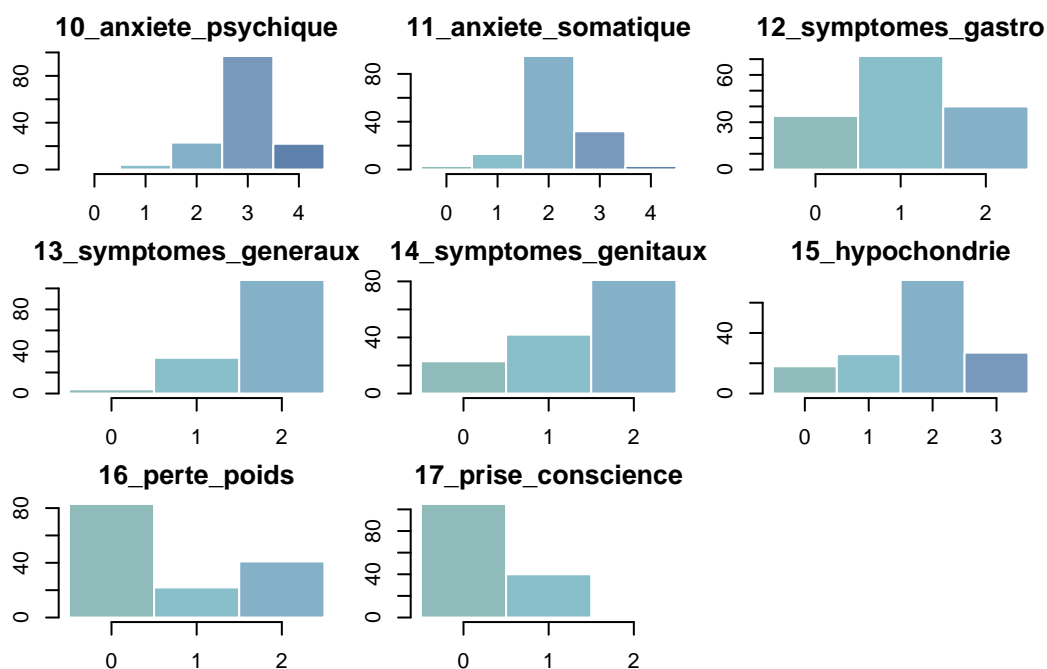 10_anxiete_psychique
11_anxiete_somatique
12_symptomes_gastro
0 40 80
0 40 80
0 30 60
0 1 2 3 4
0 1 2 3 4
0 1 2
13_symptomes_generaux
14_symptomes_genitaux
15_hypochondrie
0 40 80
0 40 80
0 40
0 1 2
0 1 2
0 1 2 3
16_perte_poids
17_prise_conscience
0 40 80
0 40 80
0 1 2
0 1 2